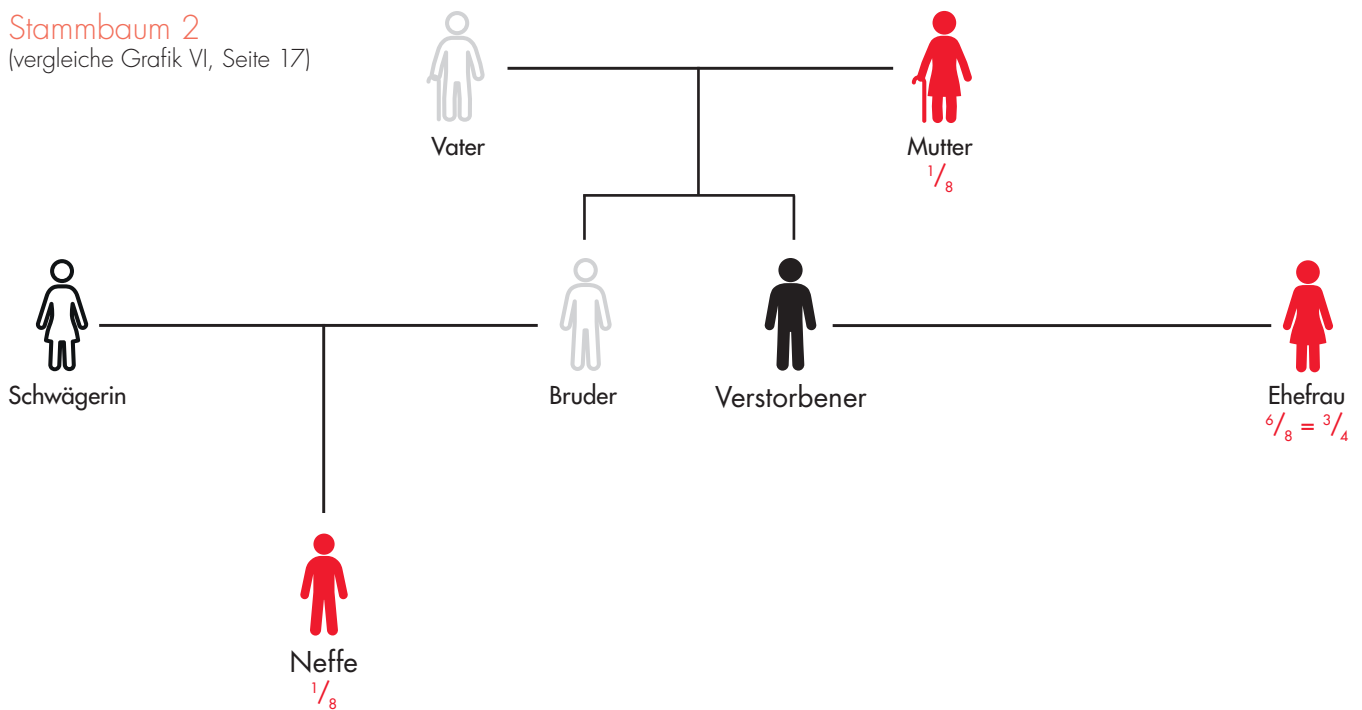 Stammbaum 2
(vergleiche Grafik VI, Seite 17)
Vater
Mutter
1/8
Schwägerin
Bruder
Verstorbener
Ehefrau
6/8 = 3/4
Neffe
1/8